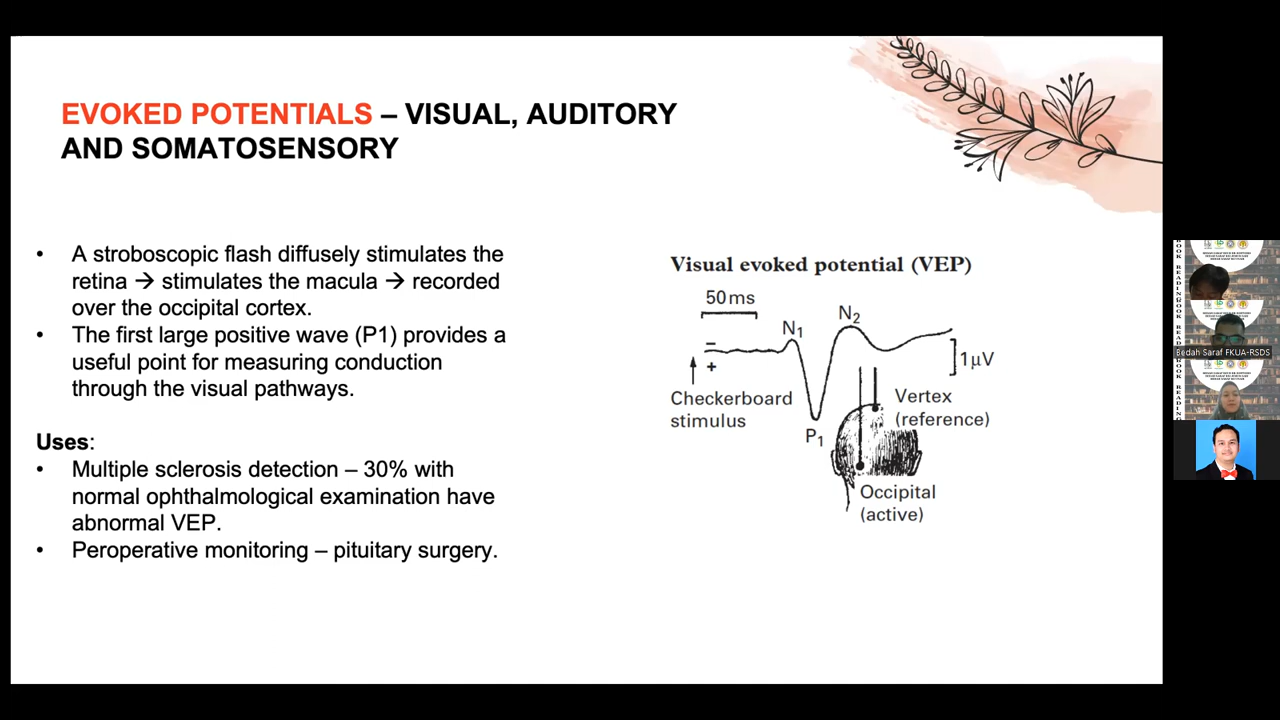 EVOKED POTENTIALS – VISUAL, AUDITORY
AND SOMATOSENSORY
• A stroboscopic flash diffusely stimulates the
retina → stimulates the macula → recorded
over the occipital cortex.
• The first large positive wave (P1) provides a
useful point for measuring conduction
through the visual pathways.
Uses:
• Multiple sclerosis detection – 30% with
normal ophthalmological examination have
abnormal VEP.
• Peroperative monitoring – pituitary surgery.
Visual evoked potential (VEP)
50 ms
N1
N2
–
+
1 µV
Checkerboard
stimulus
P1
Vertex
(reference)
Occipital
(active)
BOOK READING
Bedah Saraf FKUA-RSDS